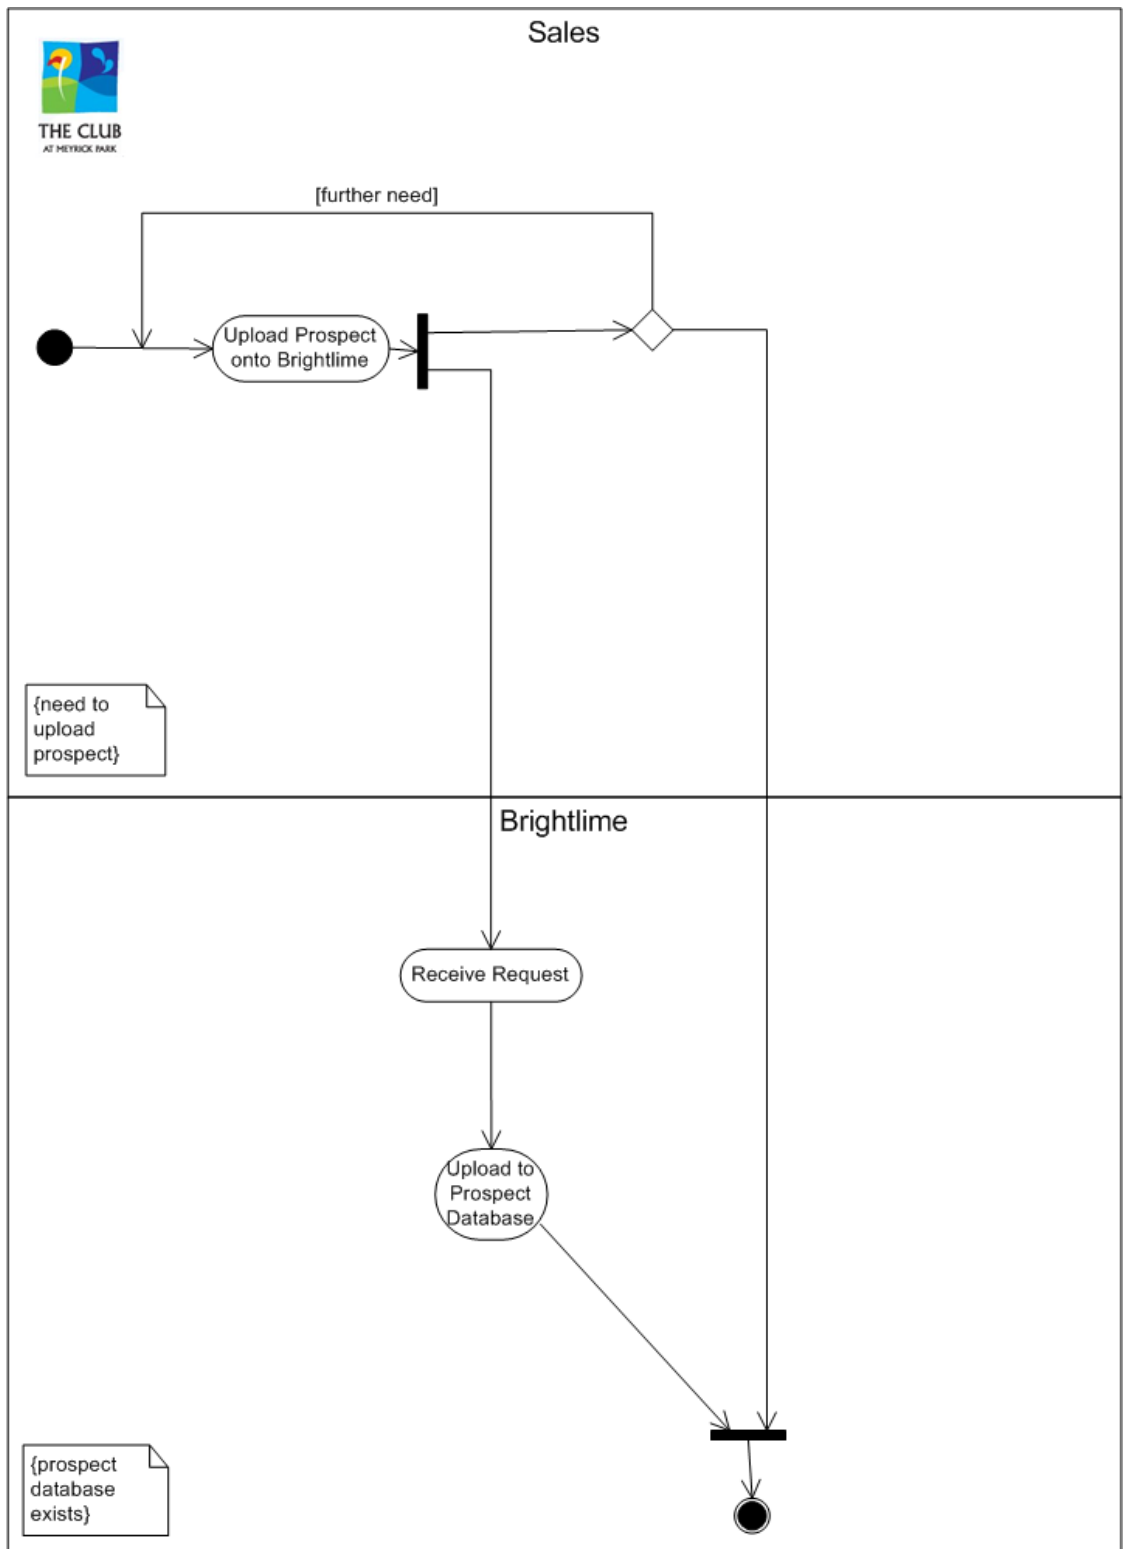 Sales
THE CLUB
AT MEYRICK PARK
[further need]
Upload Prospect
onto Brightlime
{need to
upload
prospect}
Brightlime
Receive Request
Upload to
Prospect
Database
{prospect
database
exists}